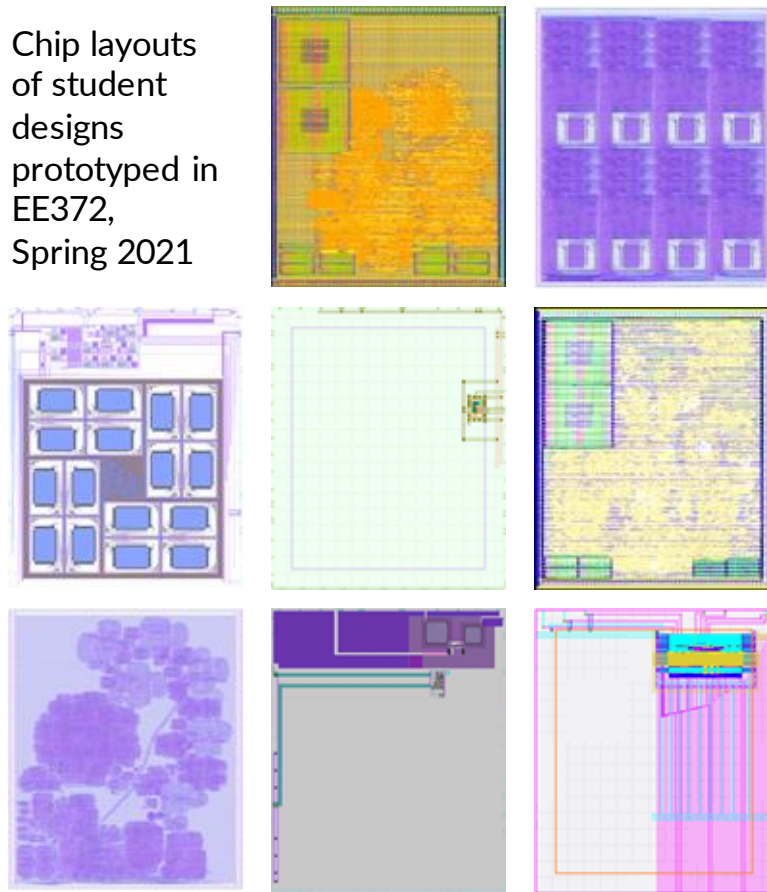 Chip layouts
of student
designs
prototyped in
EE372,
Spring 2021